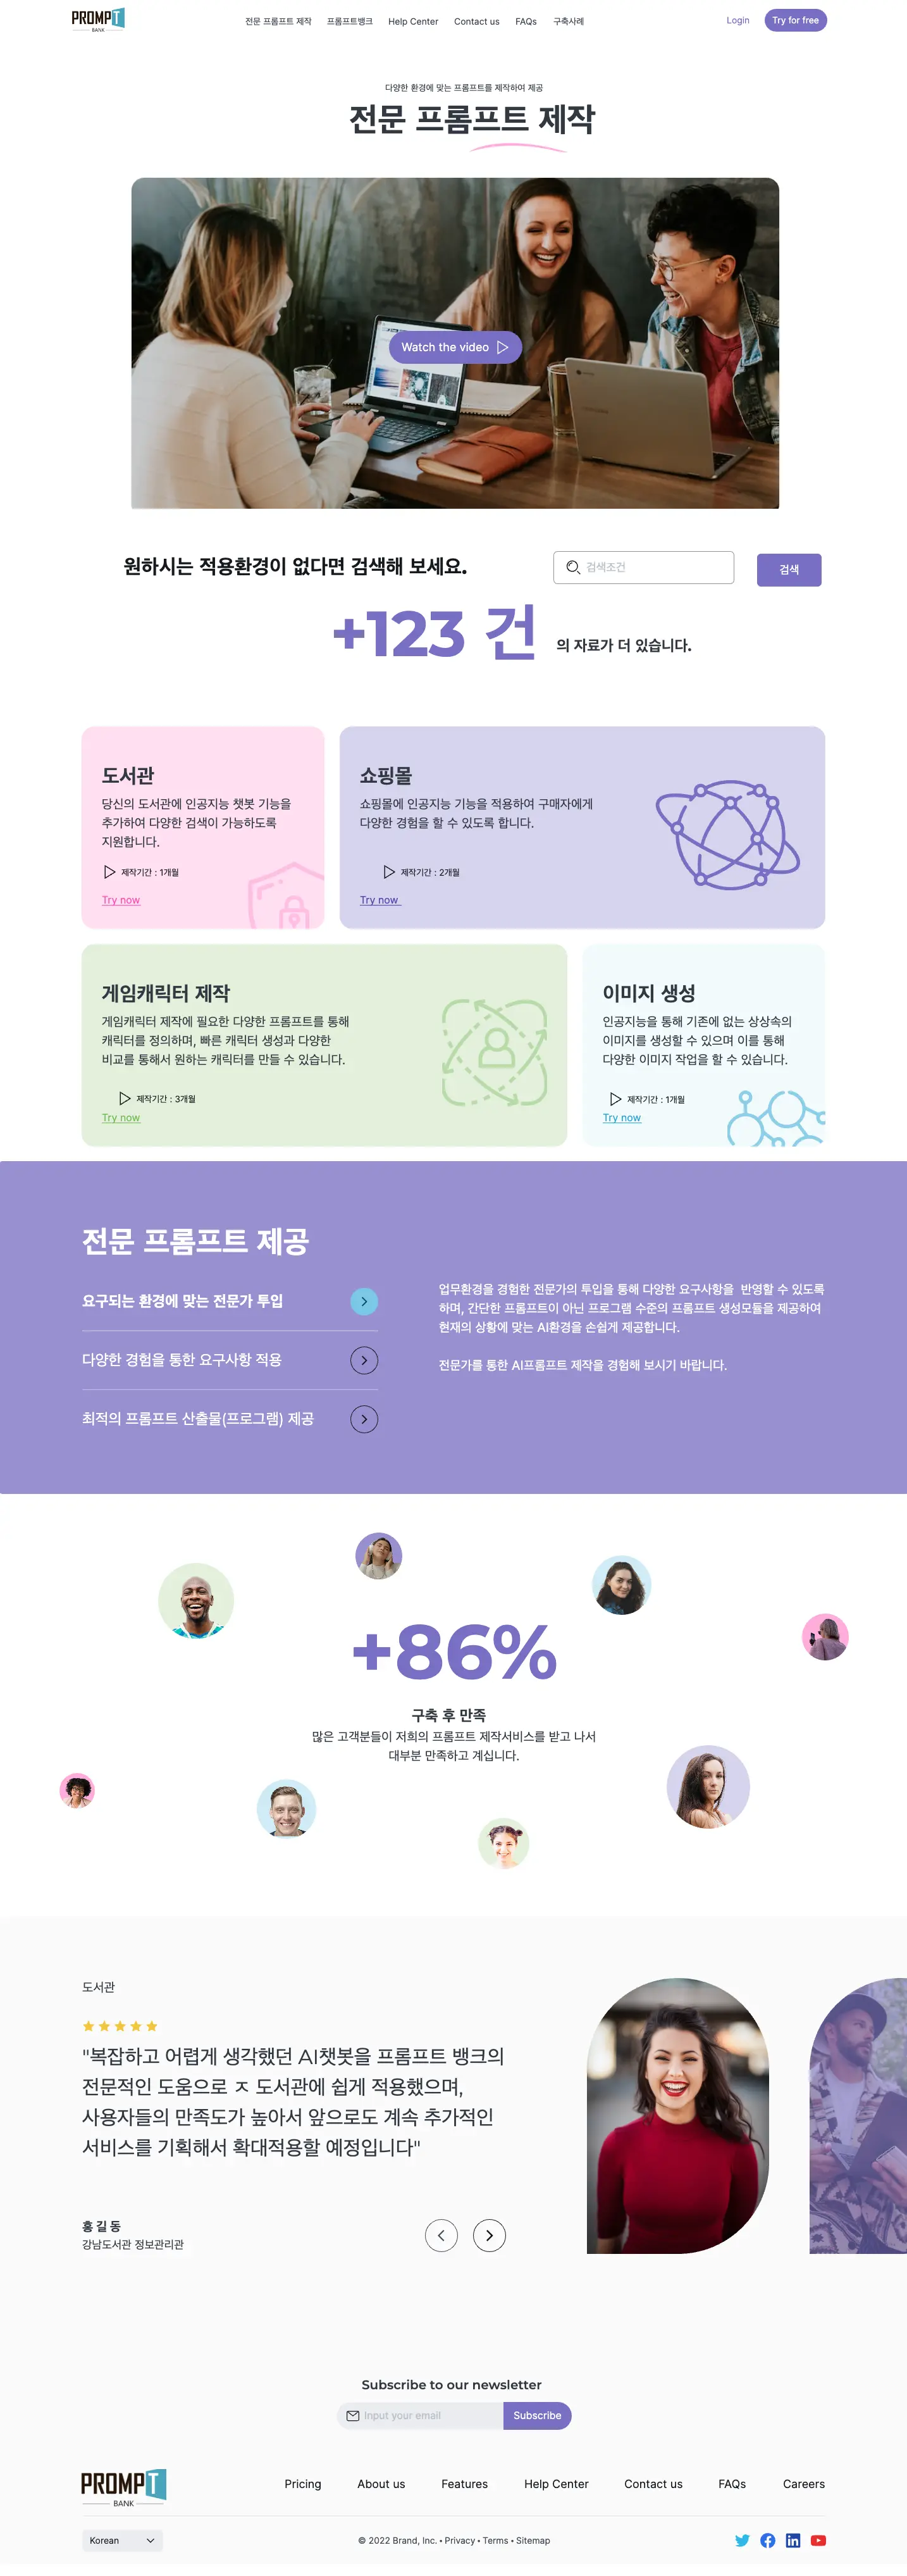 PROMPT
BANK
전문 프롬프트 제작
프롬프트뱅크
Help Center
Contact us
FAQs
구축사례
Login
Try for free
다양한 환경에 맞는 프롬프트를 제작하여 제공
전문 프롬프트 제작
Watch the video
원하시는 적용환경이 없다면 검색해 보세요.
검색조건
검색
+123 건
의 자료가 더 있습니다.
도서관
당신의 도서관에 인공지능 챗봇 기능을
추가하여 다양한 검색이 가능하도록
지원합니다.
제작기간 : 1개월
Try now
쇼핑몰
쇼핑몰에 인공지능 기능을 적용하여 구매자에게
다양한 경험을 할 수 있도록 합니다.
제작기간 : 2개월
Try now
게임캐릭터 제작
게임캐릭터 제작에 필요한 다양한 프롬프트를 통해
캐릭터를 정의하며, 빠른 캐릭터 생성과 다양한
비교를 통해서 원하는 캐릭터를 만들 수 있습니다.
제작기간 : 3개월
Try now
이미지 생성
인공지능을 통해 기존에 없는 상상속의
이미지를 생성할 수 있으며 이를 통해
다양한 이미지 작업을 할 수 있습니다.
제작기간 : 1개월
Try now
전문 프롬프트 제공
요구되는 환경에 맞는 전문가 투입
다양한 경험을 통한 요구사항 적용
최적의 프롬프트 산출물(프로그램) 제공
업무환경을 경험한 전문가의 투입을 통해 다양한 요구사항을 반영할 수 있도록
하며, 간단한 프롬프트이 아닌 프로그램 수준의 프롬프트 생성모듈을 제공하여
현재의 상황에 맞는 AI환경을 손쉽게 제공합니다.
전문가를 통한 AI프롬프트 제작을 경험해 보시기 바랍니다.
+86%
구축 후 만족
많은 고객분들이 저희의 프롬프트 제작서비스를 받고 나서
대부분 만족하고 계십니다.
도서관
"복잡하고 어렵게 생각했던 AI챗봇을 프롬프트 뱅크의
전문적인 도움으로 ㅈ 도서관에 쉽게 적용했으며,
사용자들의 만족도가 높아서 앞으로도 계속 추가적인
서비스를 기획해서 확대적용할 예정입니다"
홍 길 동
강남도서관 정보관리관
Subscribe to our newsletter
Input your email
Subscribe
PROMPT
BANK
Pricing
About us
Features
Help Center
Contact us
FAQs
Careers
Korean
© 2022 Brand, Inc. • Privacy • Terms • Sitemap